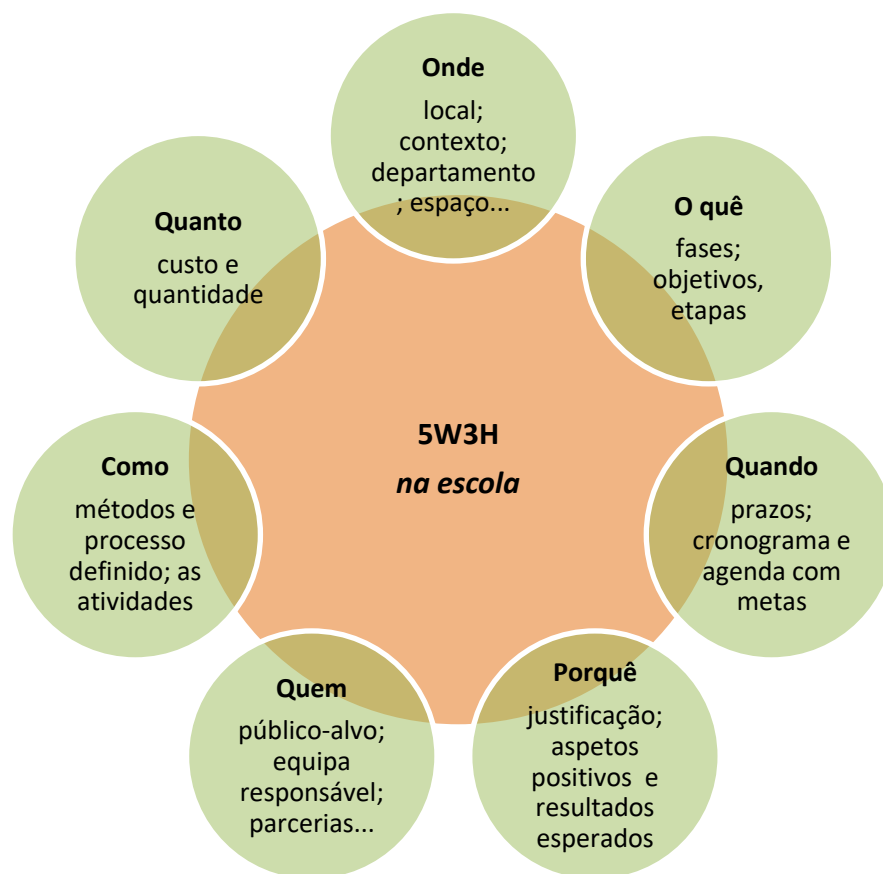 Onde
local;
contexto;
departamento
; espaço...
O quê
fases;
objetivos,
etapas
Quando
prazos;
cronograma e
agenda com
metas
Porquê
justificação;
aspetos
positivos e
resultados
esperados
Quem
público-alvo;
equipa
responsável;
parcerias...
Como
métodos e
processo
definido; as
atividades
Quanto
custo e
quantidade
5W3H
na escola